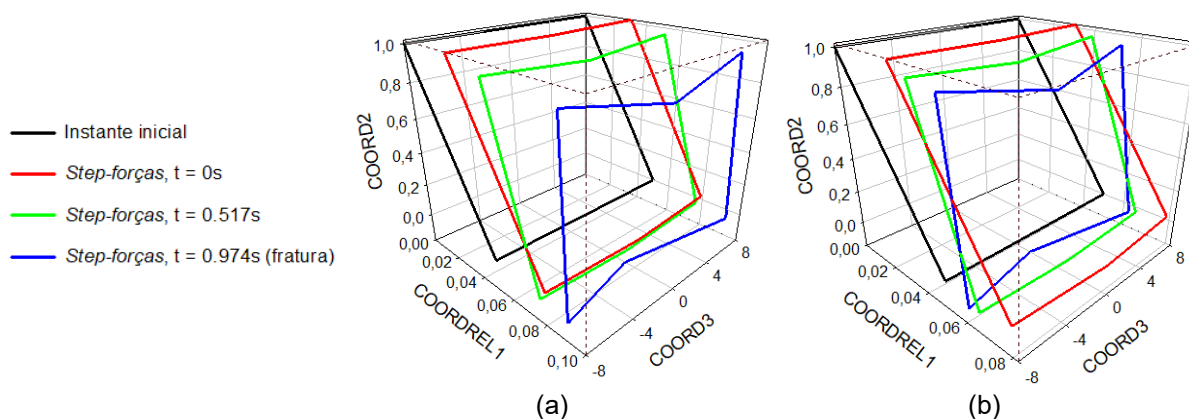 Instante inicial
Step-forças, t = 0s
Step-forças, t = 0.517s
Step-forças, t = 0.974s (fratura)
COORD2
1,0
0,8
0,6
0,4
0,2
0,0
0,00
0,02
0,04
0,06
0,08
0,10
COORDREL1
-8
-4
0
4
8
COORD3
(a)
COORD2
1,0
0,8
0,6
0,4
0,2
0,0
0,00
0,02
0,04
0,06
0,08
COORDREL1
-8
-4
0
4
8
COORD3
(b)